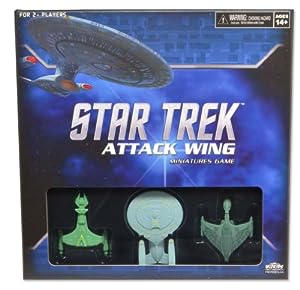 FOR 2+ PLAYERS
WARNING:
AGES
14+
STAR TREK
ATTACK WING
MINIATURES GAME